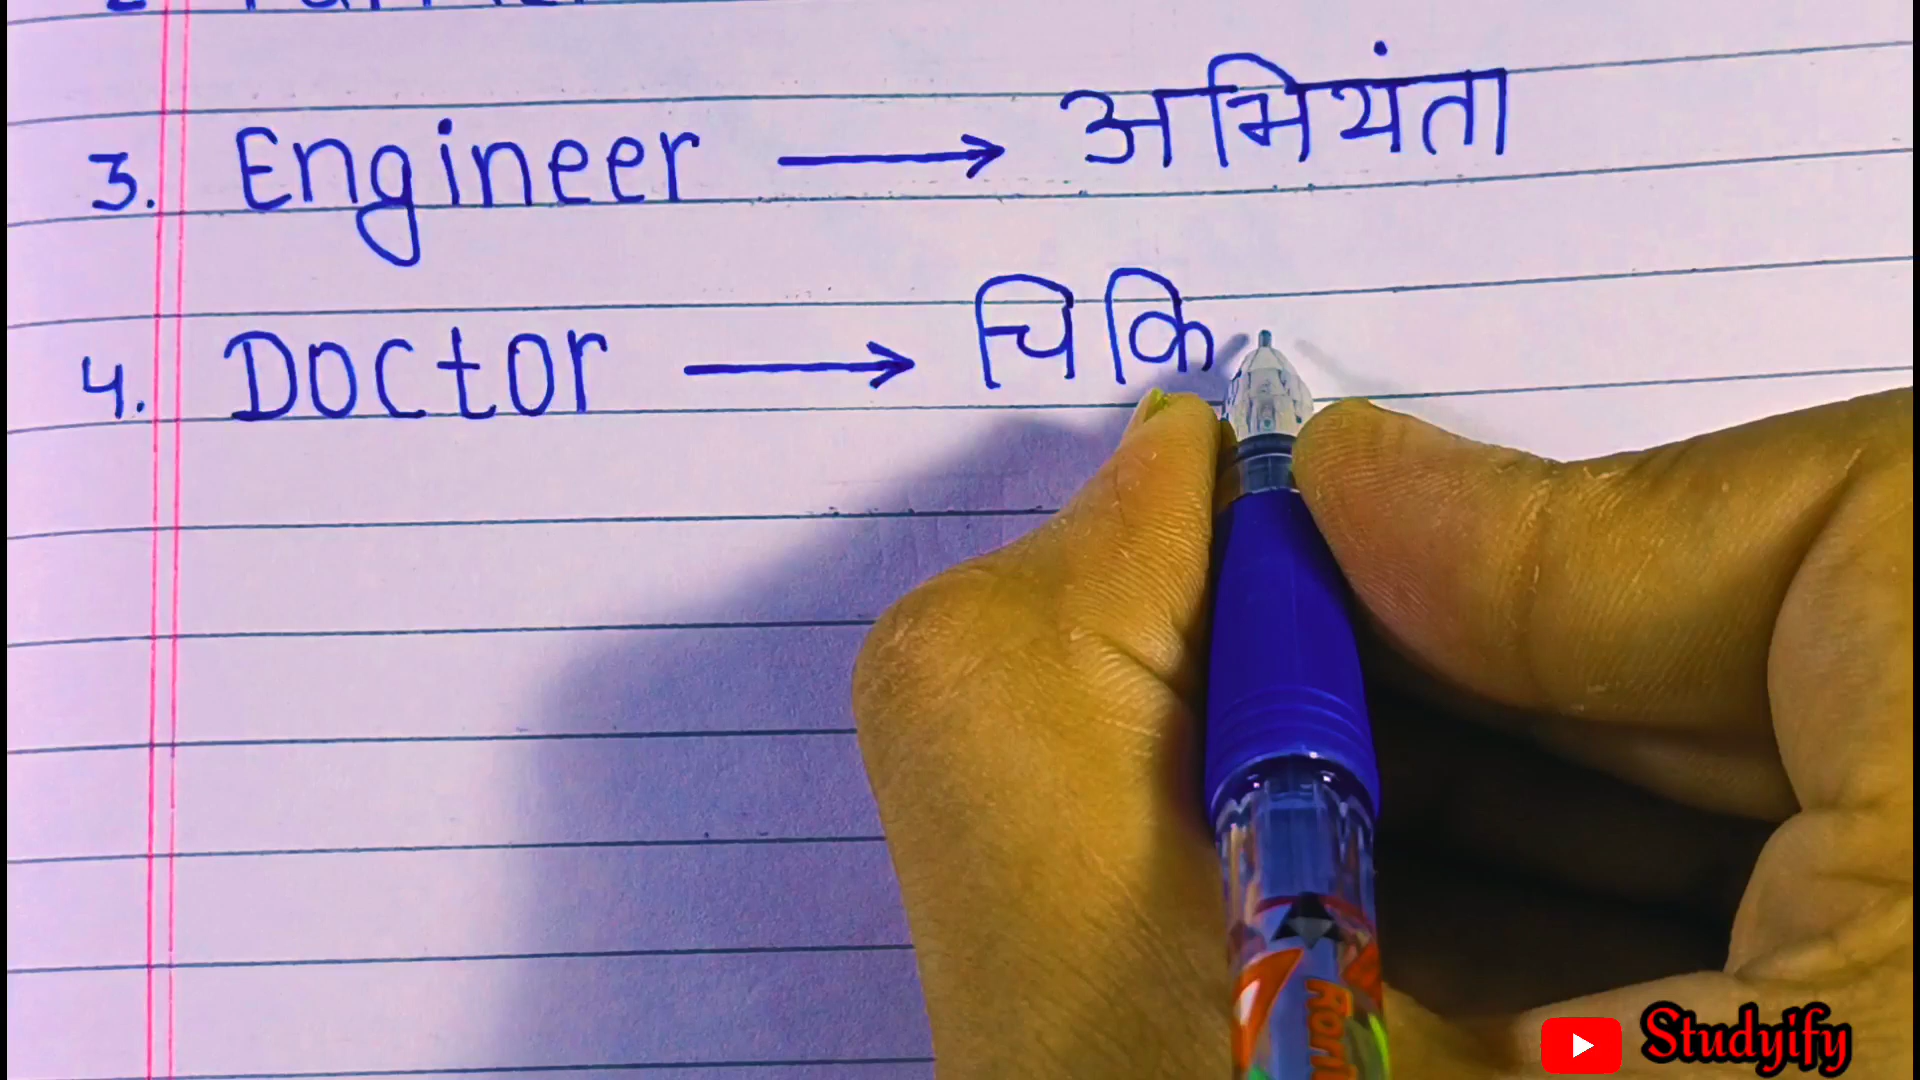 3. Engineer → अभियंता
4. Doctor → चिकि
Studyify